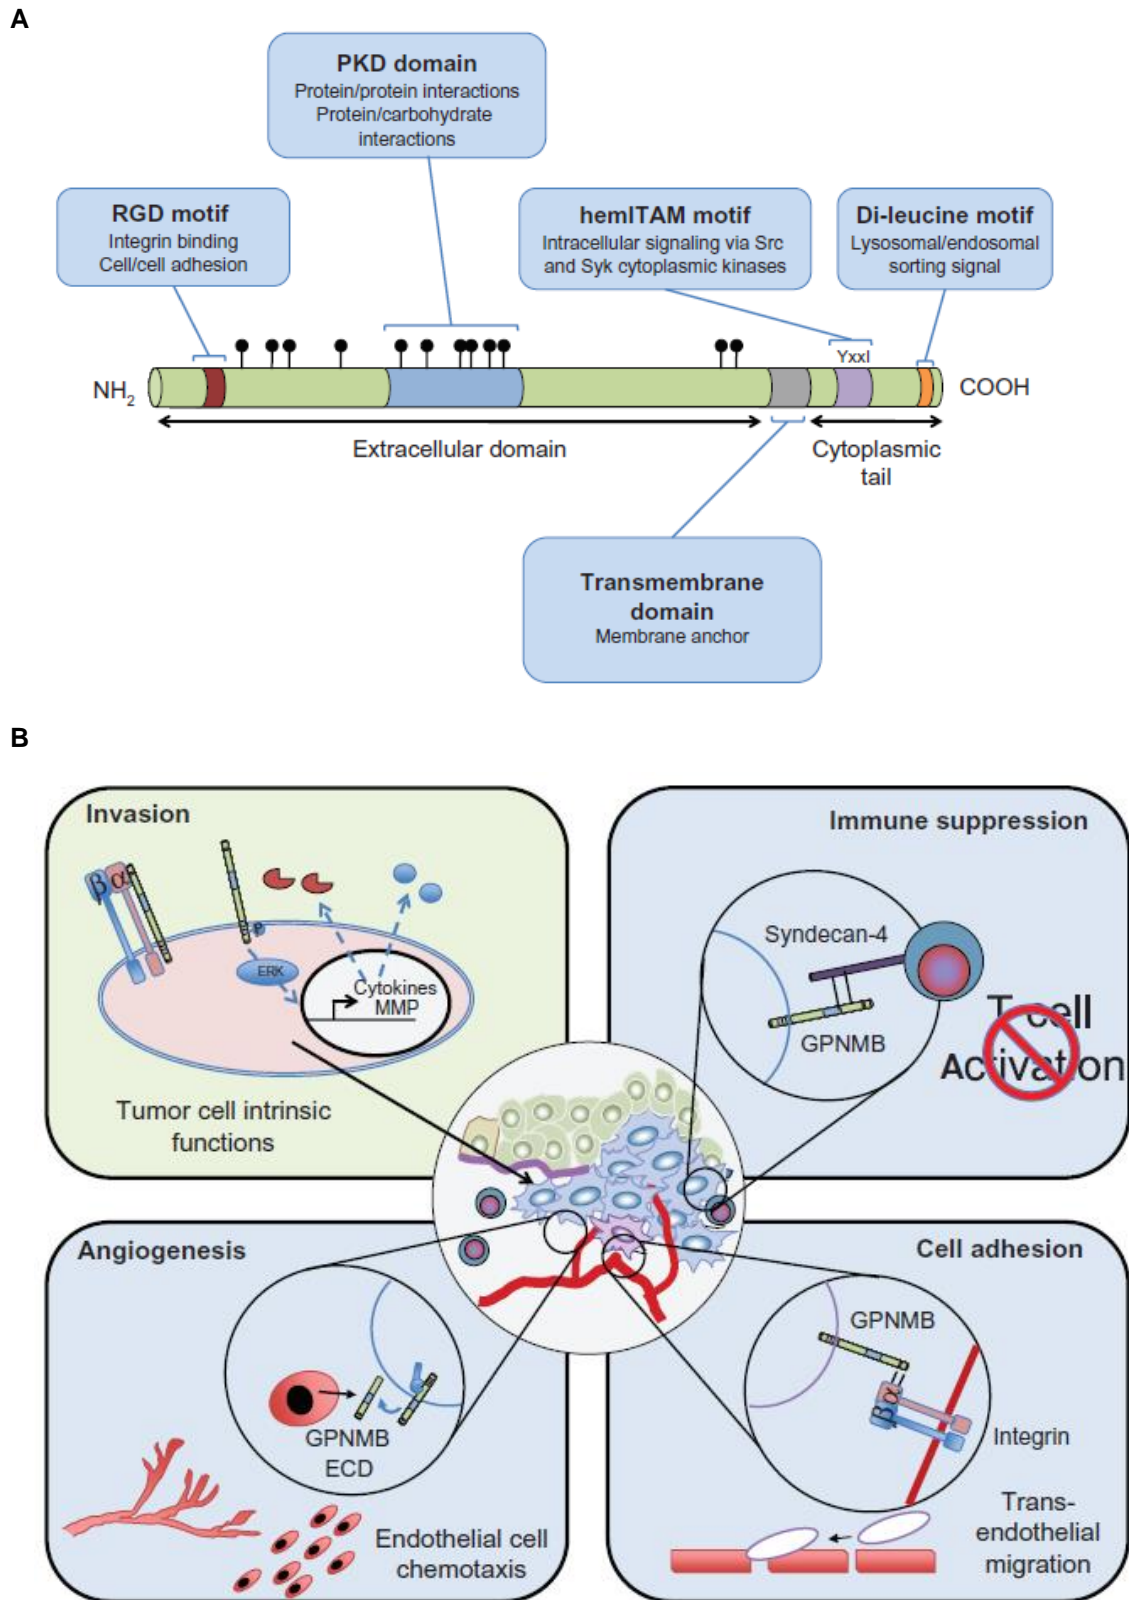 A
PKD domain
Protein/protein interactions
Protein/carbohydrate
interactions
RGD motif
Integrin binding
Cell/cell adhesion
hemITAM motif
Intracellular signaling via Src
and Syk cytoplasmic kinases
Di-leucine motif
Lysosomal/endosomal
sorting signal
YxxI
NH2
COOH
Extracellular domain
Cytoplasmic
tail
Transmembrane
domain
Membrane anchor
B
Invasion
β α
P
ERK
Cytokines
MMP
Tumor cell intrinsic
functions
Immune suppression
Syndecan-4
GPNMB
T cell
Activation
Angiogenesis
GPNMB
ECD
Endothelial cell
chemotaxis
Cell adhesion
GPNMB
β α
Integrin
Trans-
endothelial
migration